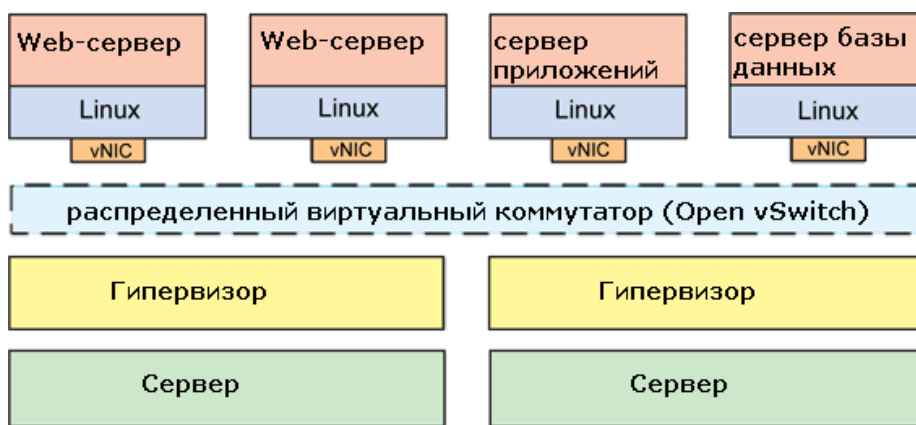 Web-сервер
Web-сервер
сервер
приложений
сервер базы
данных
Linux
Linux
Linux
Linux
vNIC
vNIC
vNIC
vNIC
распределенный виртуальный коммутатор (Open vSwitch)
Гипервизор
Гипервизор
Сервер
Сервер